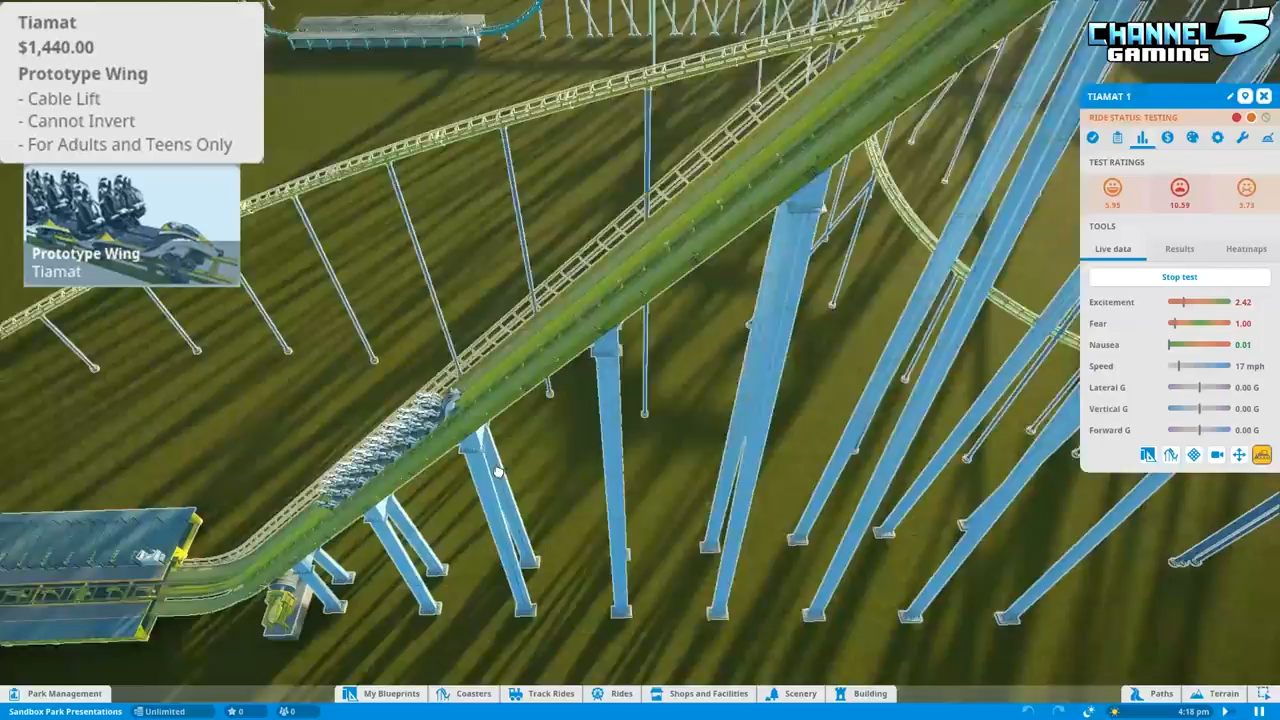 Tiamat
$1,440.00
Prototype Wing
- Cable Lift
- Cannot Invert
- For Adults and Teens Only
Prototype Wing
Tiamat
CHANNEL 5
GAMING
TIAMAT 1
RIDE STATUS: TESTING
TEST RATINGS
5.95 10.59 3.73
TOOLS
Live data Results Heatmaps
Stop test
Excitement 2.42
Fear 1.00
Nausea 0.01
Speed 17 mph
Lateral G 0.00 G
Vertical G 0.00 G
Forward G 0.00 G
Park Management My Blueprints Coasters Track Rides Rides Shops and Facilities Scenery Building Paths Terrain
Sandbox Park Presentations Unlimited 0 0 4:18 pm